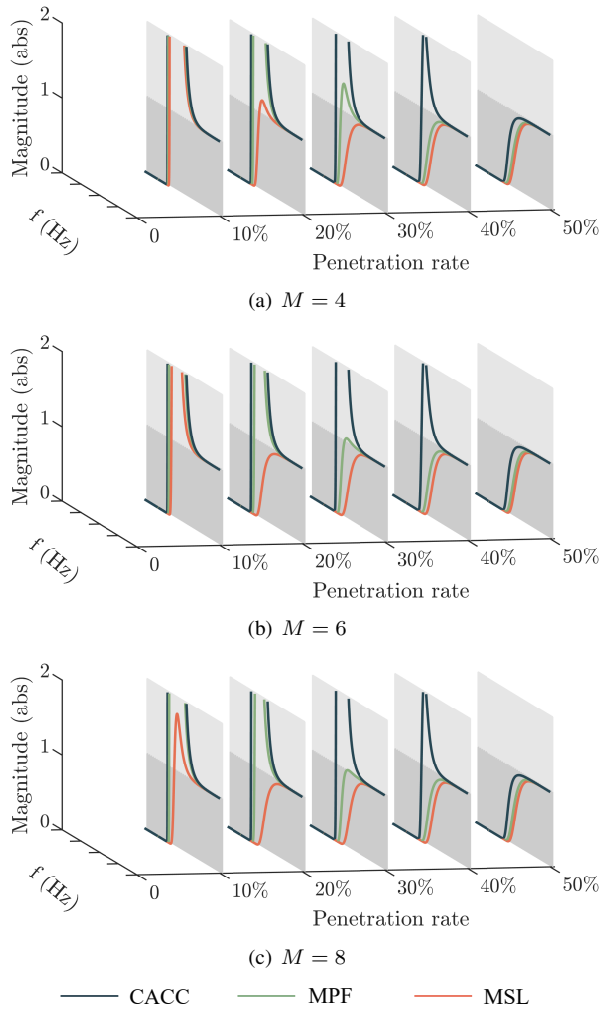 2
1
0
Magnitude (abs)
f (Hz)
0
10%
20%
30%
40%
50%
Penetration rate
(a) M = 4
2
1
0
Magnitude (abs)
f (Hz)
0
10%
20%
30%
40%
50%
Penetration rate
(b) M = 6
2
1
0
Magnitude (abs)
f (Hz)
0
10%
20%
30%
40%
50%
Penetration rate
(c) M = 8
CACC MPF MSL